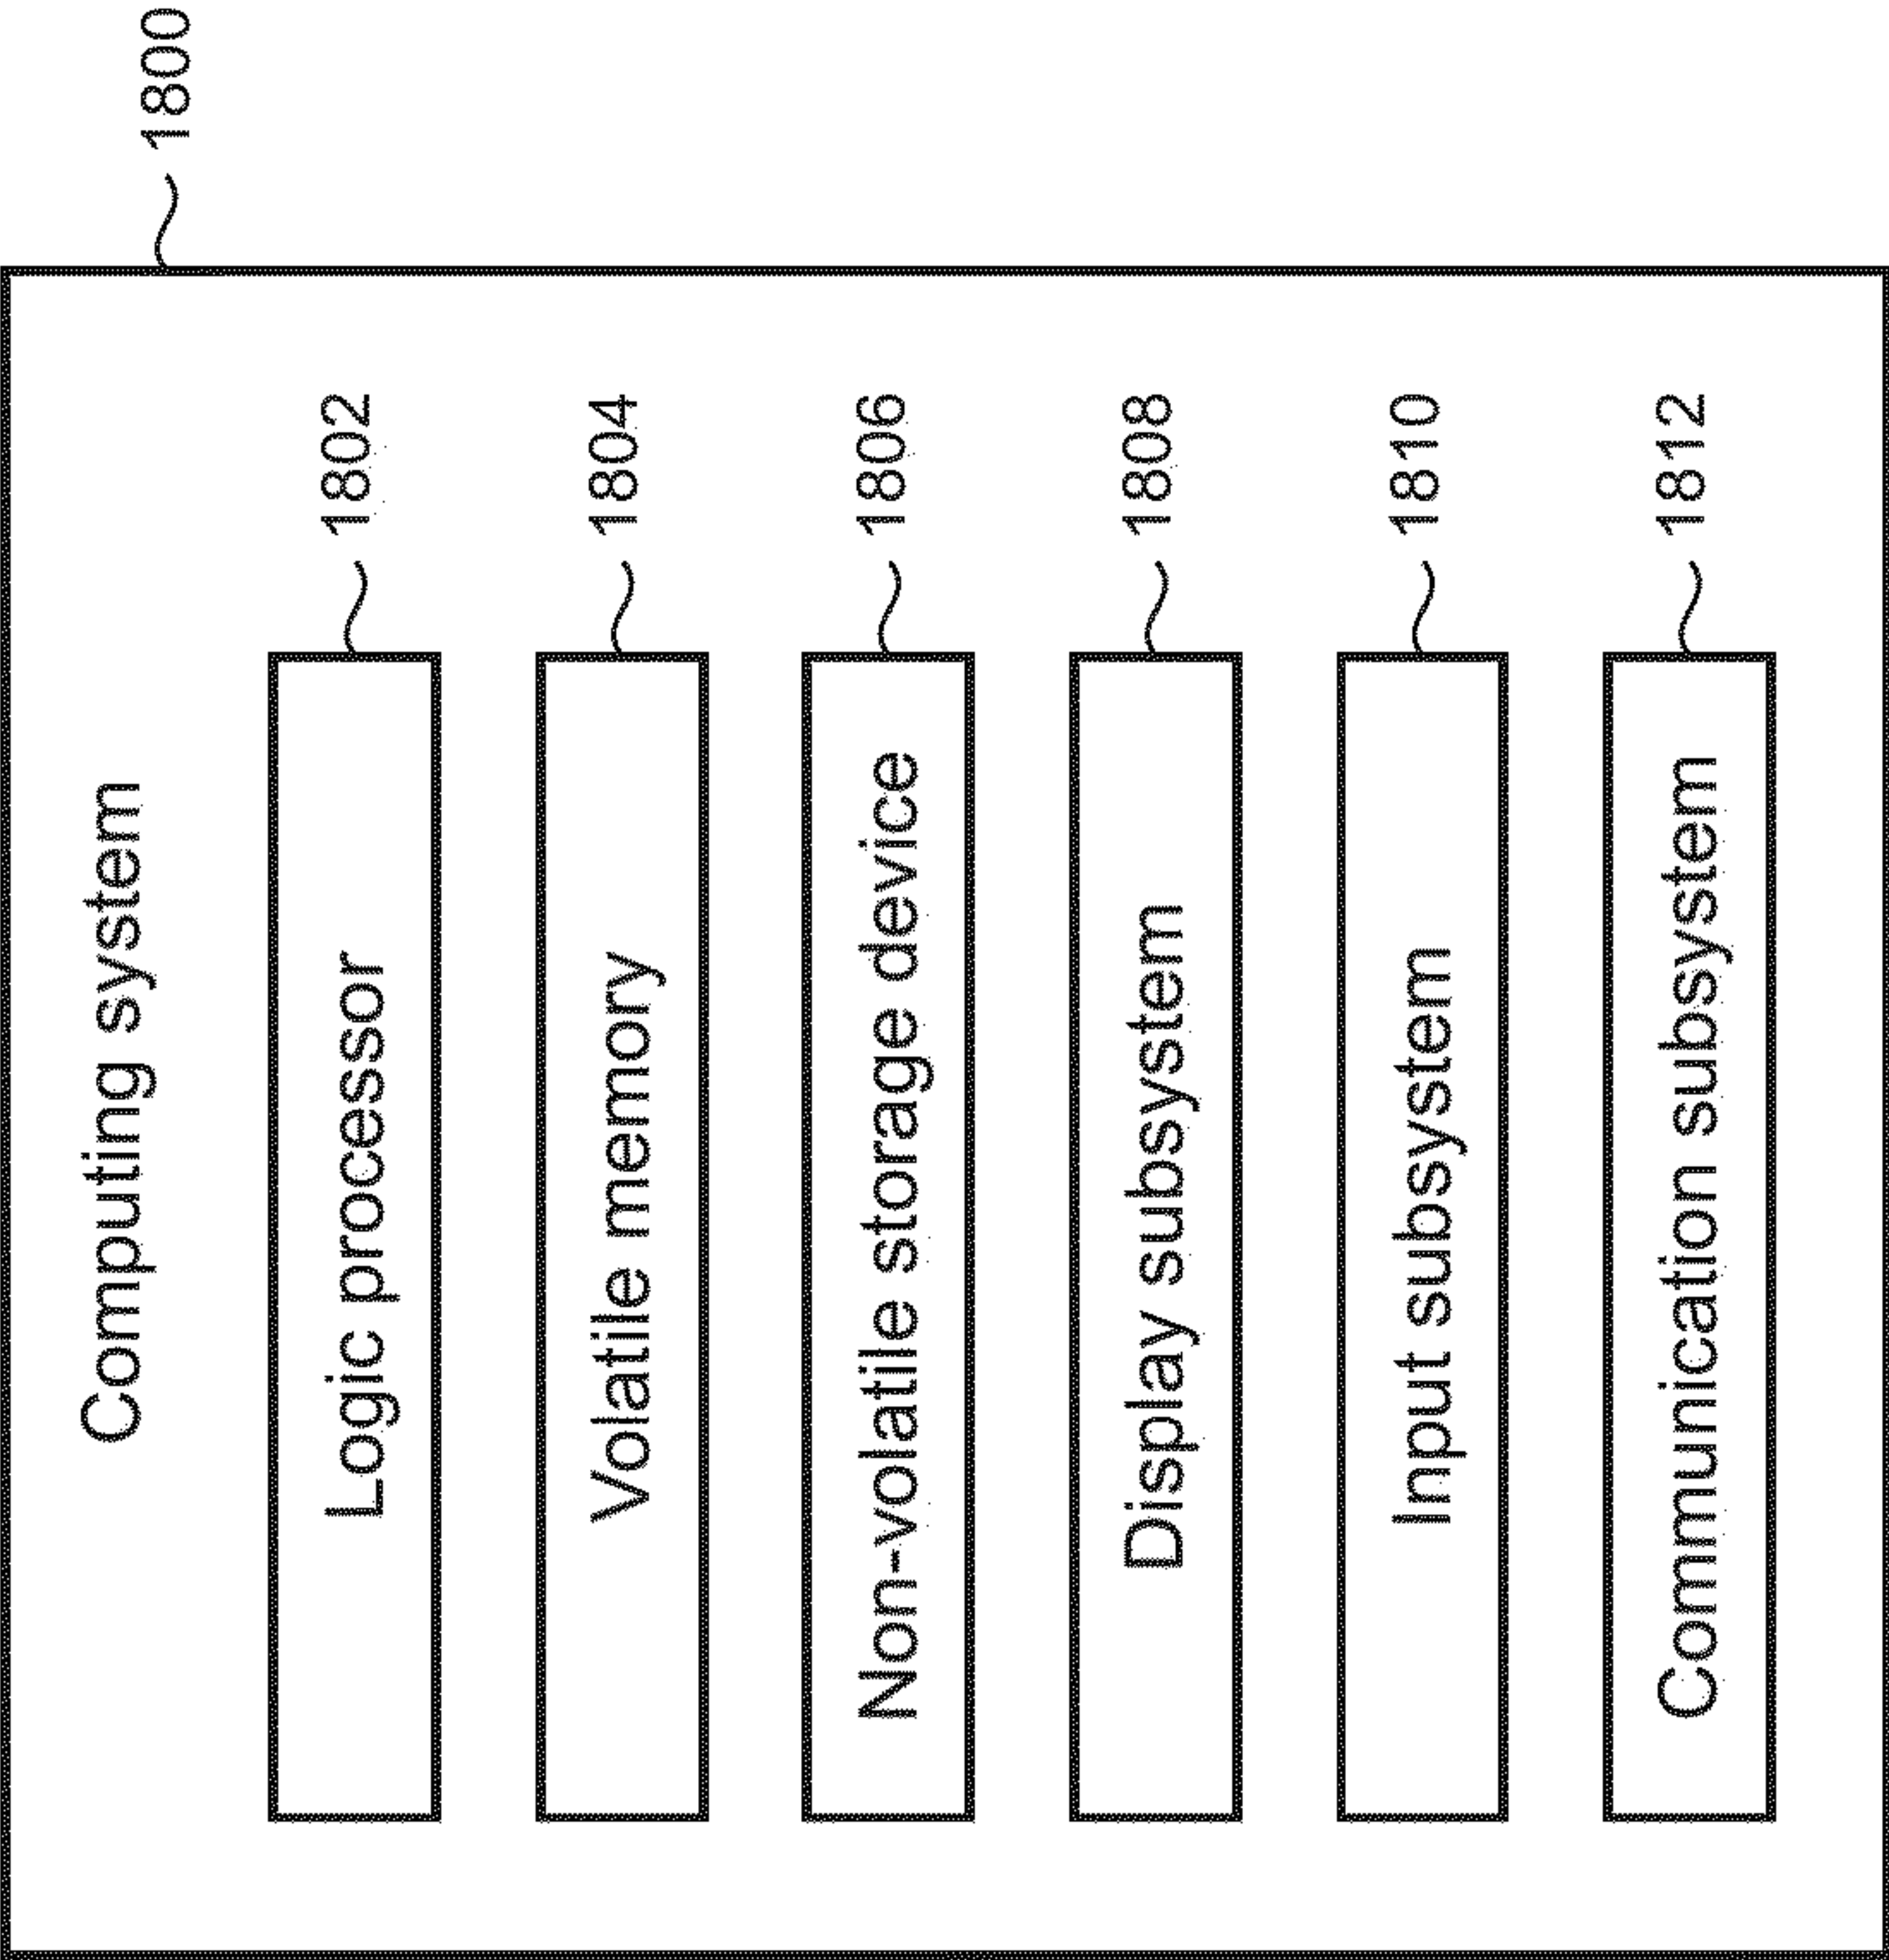 1800
Computing system
Logic processor
1802
Volatile memory
1804
Non-volatile storage device
1806
Display subsystem
1808
Input subsystem
1810
Communication subsystem
1812